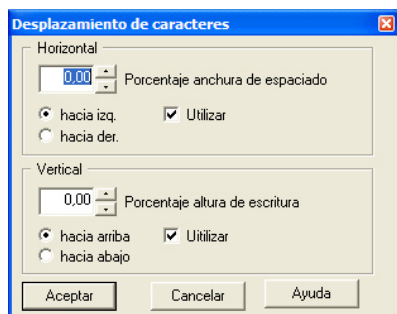 Desplazamiento de caracteres
Horizontal
0,00 Porcentaje anchura de espaciado
hacia izq. Utilizar
hacia der.
Vertical
0,00 Porcentaje altura de escritura
hacia arriba Uitilizar
hacia abajo
Aceptar Cancelar Ayuda